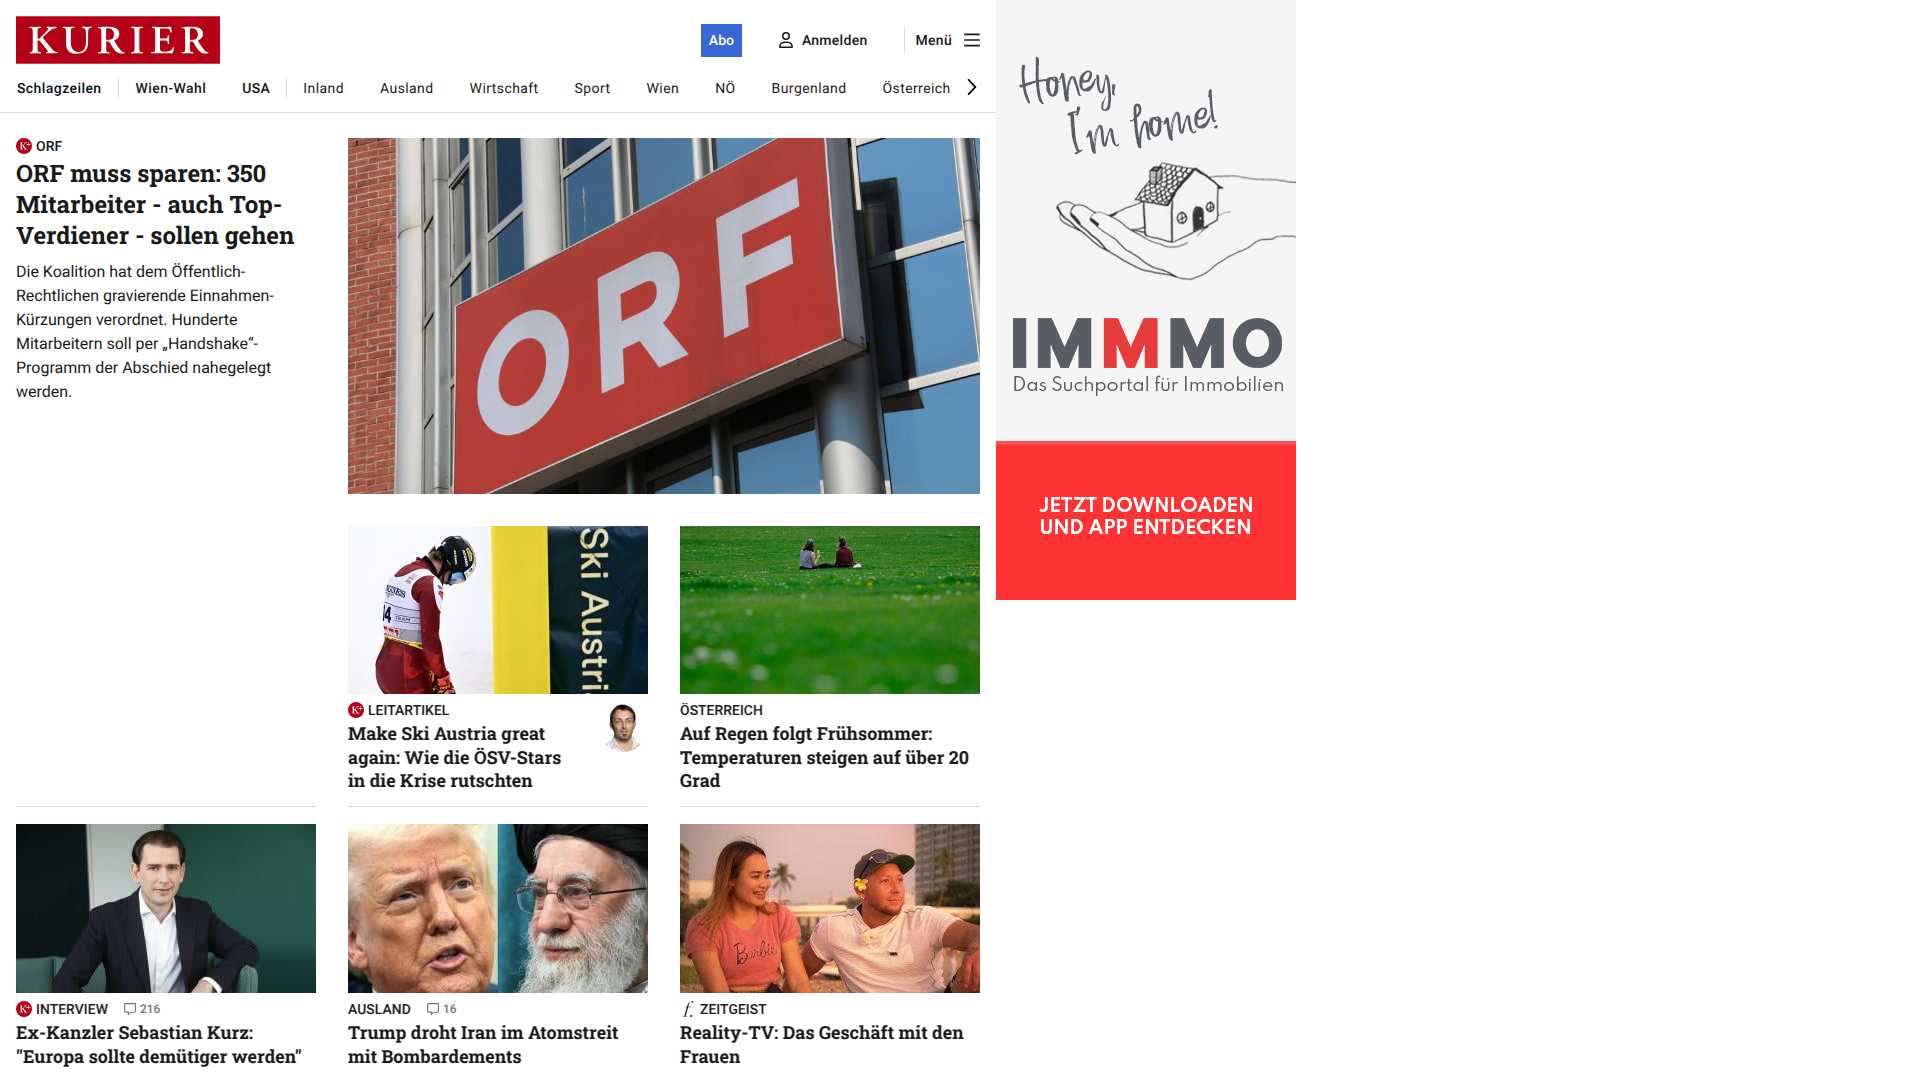 KURIER
Abo
Anmelden
Menü
Schlagzeilen
Wien-Wahl
USA
Inland
Ausland
Wirtschaft
Sport
Wien
NÖ
Burgenland
Österreich
K+ ORF
ORF muss sparen: 350
Mitarbeiter - auch Top-
Verdiener - sollen gehen
Die Koalition hat dem Öffentlich-
Rechtlichen gravierende Einnahmen-
Kürzungen verordnet. Hunderte
Mitarbeitern soll per „Handshake“-
Programm der Abschied nahegelegt
werden.
ORF
Ski Austri
K+ LEITARTIKEL
Make Ski Austria great
again: Wie die ÖSV-Stars
in die Krise rutschten
ÖSTERREICH
Auf Regen folgt Frühsommer:
Temperaturen steigen auf über 20
Grad
K+ INTERVIEW 216
Ex-Kanzler Sebastian Kurz:
"Europa sollte demütiger werden"
AUSLAND 16
Trump droht Iran im Atomstreit
mit Bombardements
Barbie
f. ZEITGEIST
Reality-TV: Das Geschäft mit den
Frauen
Honey,
I'm home!
IMMMO
Das Suchportal für Immobilien
JETZT DOWNLOADEN
UND APP ENTDECKEN